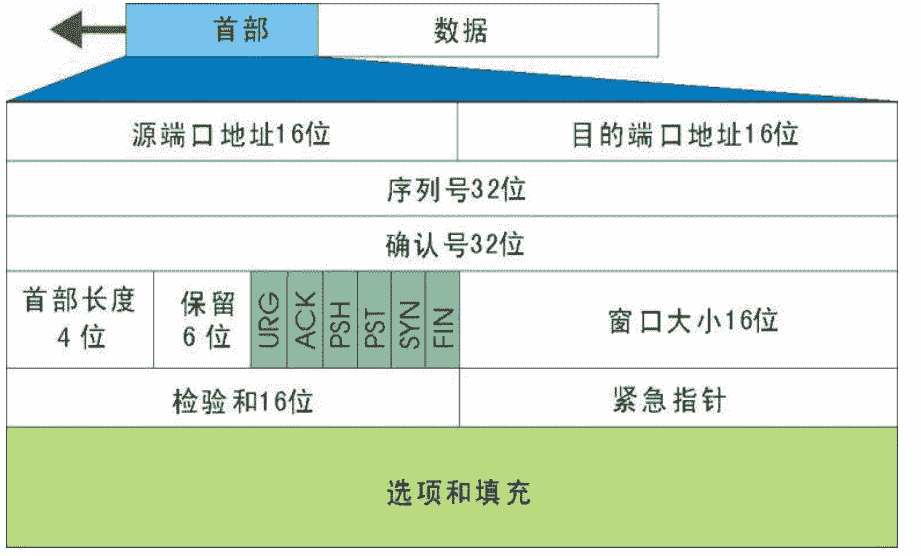 首部
数据
源端口地址16位
目的端口地址16位
序列号32位
确认号32位
首部长度
4位
保留
6位
URG
ACK
PSH
PST
SYN
FIN
窗口大小16位
检验和16位
紧急指针
选项和填充